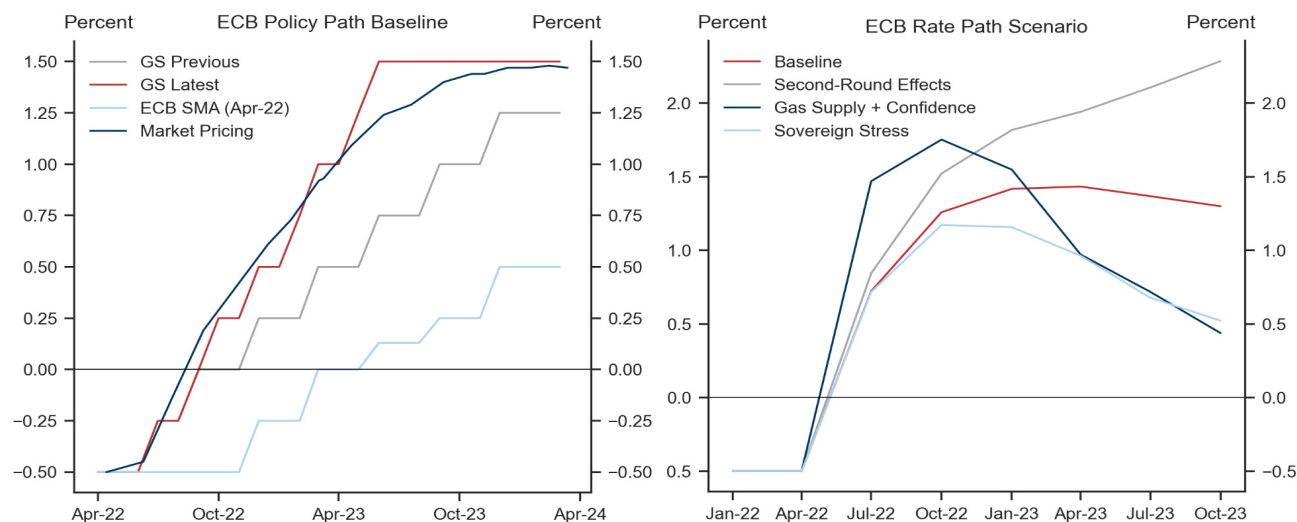 Percent ECB Policy Path Baseline Percent
GS Previous
GS Latest
ECB SMA (Apr-22)
Market Pricing
1.50 1.50
1.25 1.25
1.00 1.00
0.75 0.75
0.50 0.50
0.25 0.25
0.00 0.00
−0.25 −0.25
−0.50 −0.50
Apr-22 Oct-22 Apr-23 Oct-23 Apr-24
Percent ECB Rate Path Scenario Percent
Baseline
Second-Round Effects
Gas Supply + Confidence
Sovereign Stress
2.0 2.0
1.5 1.5
1.0 1.0
0.5 0.5
0.0 0.0
0.5 −0.5
Jan-22 Apr-22 Jul-22 Oct-22 Jan-23 Apr-23 Jul-23 Oct-23